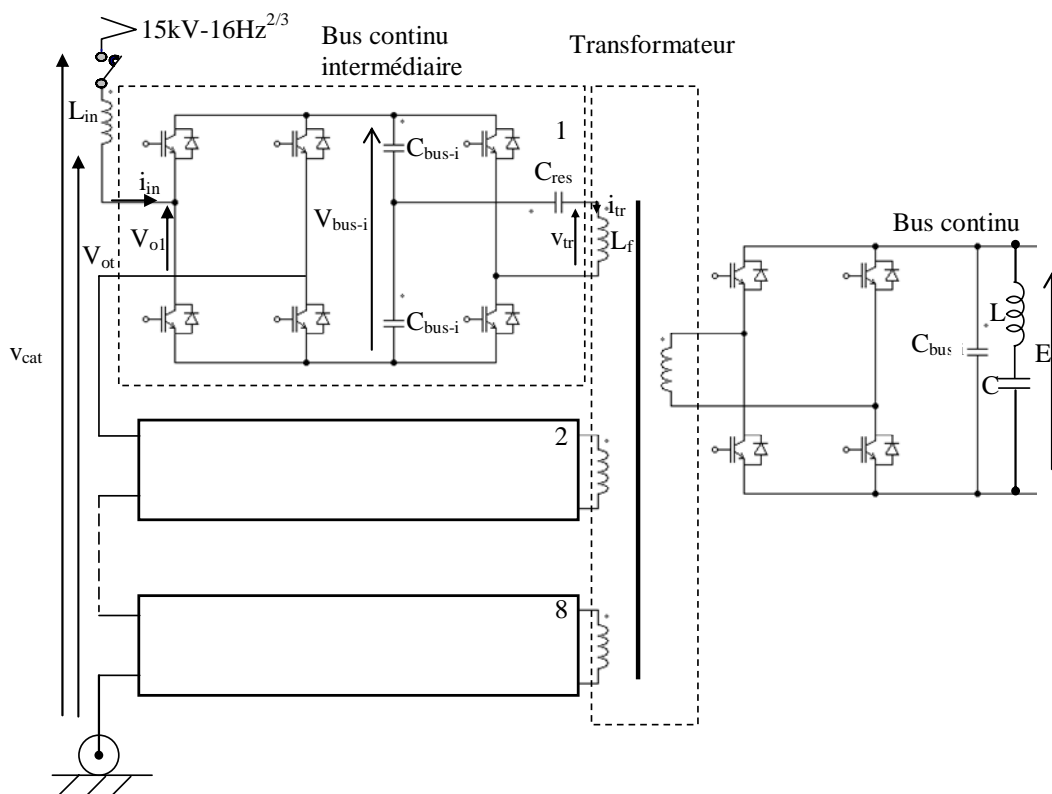 15kV-16Hz2/3
Bus continu
intermédiaire
Transformateur
Lin
1
Cbus-i
Cres
iin
Vbus-i
itr
Vo1
vtr
Lf
Bus continu
Vot
Cbus-i
L
Cbus-i
E
vcat
C
2
8